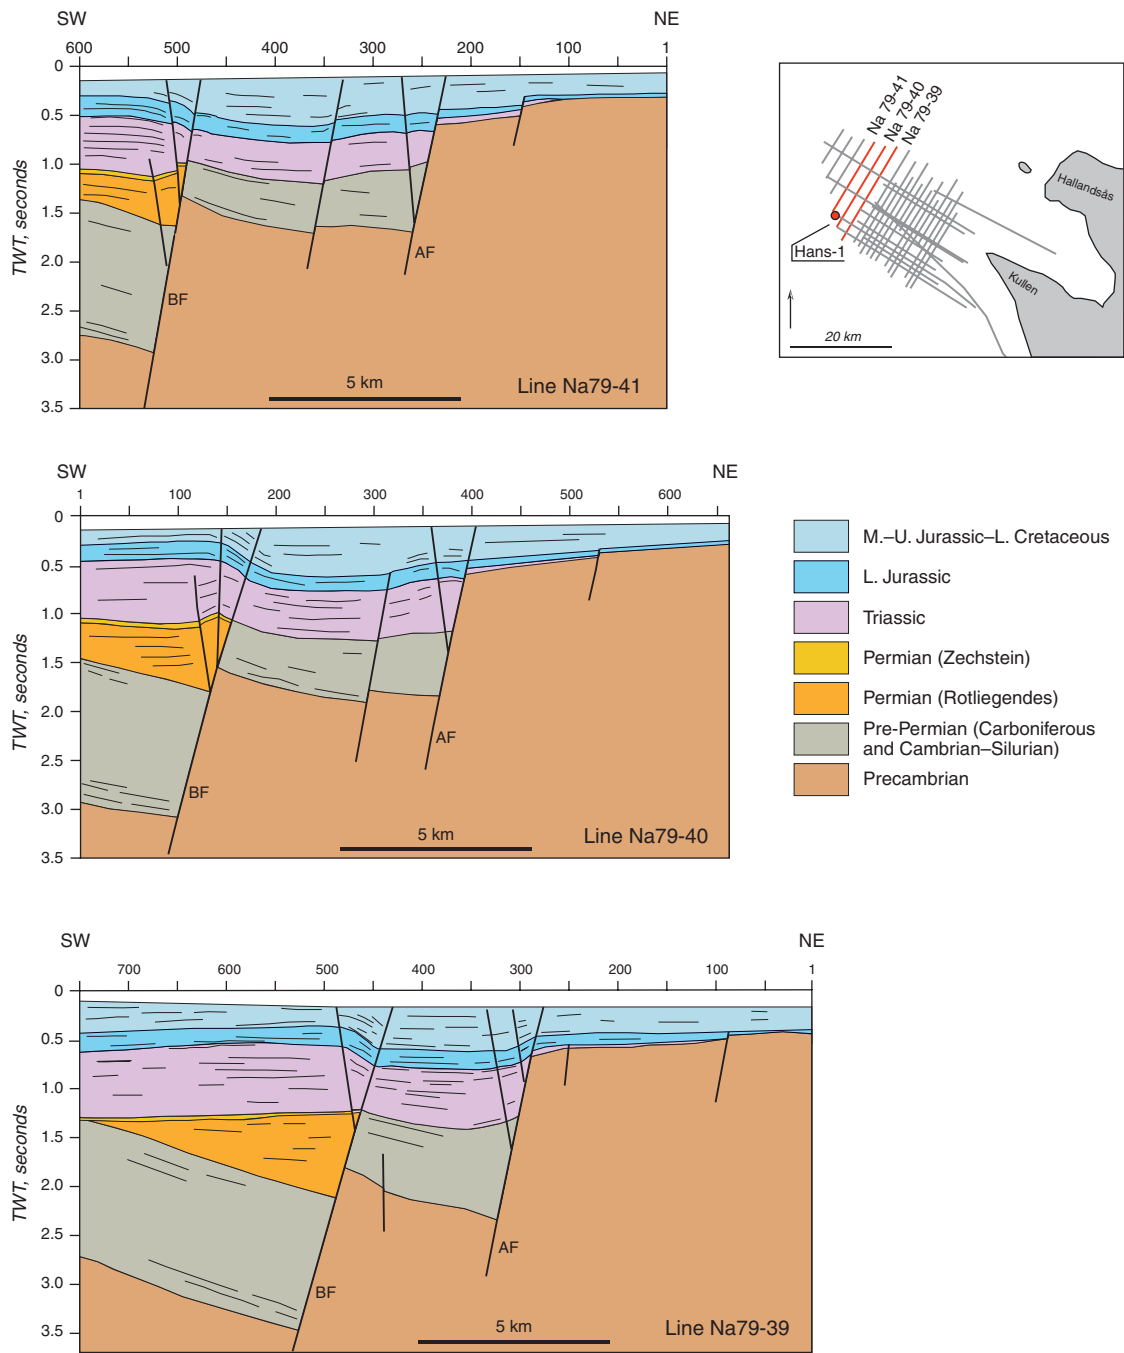 SW NE
600 500 400 300 200 100 1
0
0.5
1.0
1.5
2.0
2.5
3.0
3.5
TWT, seconds
BF
AF
5 km
Line Na79-41
Na 79-41
Na 79-40
Na 79-39
Hallandsås
Hans-1
Kullen
20 km
SW NE
1 100 200 300 400 500 600
0
0.5
1.0
1.5
2.0
2.5
3.0
3.5
TWT, seconds
BF
AF
5 km
Line Na79-40
M.–U. Jurassic–L. Cretaceous
L. Jurassic
Triassic
Permian (Zechstein)
Permian (Rotliegendes)
Pre-Permian (Carboniferous
and Cambrian–Silurian)
Precambrian
SW NE
700 600 500 400 300 200 100 1
0
0.5
1.0
1.5
2.0
2.5
3.0
3.5
TWT, seconds
AF
BF
5 km
Line Na79-39